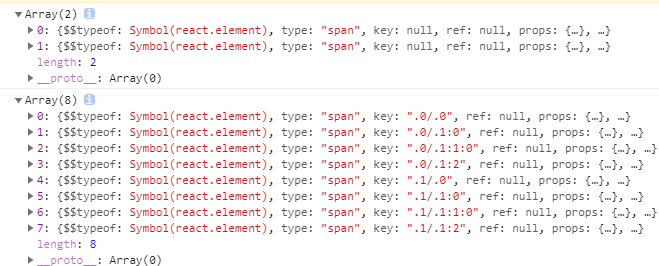 ▼Array(2) i
▶0: {$$typeof: Symbol(react.element), type: "span", key: null, ref: null, props: {…}, …}
▶1: {$$typeof: Symbol(react.element), type: "span", key: null, ref: null, props: {…}, …}
length: 2
▶__proto__: Array(0)
▼Array(8) i
▶0: {$$typeof: Symbol(react.element), type: "span", key: ".0/.0", ref: null, props: {…}, …}
▶1: {$$typeof: Symbol(react.element), type: "span", key: ".0/.1:0", ref: null, props: {…}, …}
▶2: {$$typeof: Symbol(react.element), type: "span", key: ".0/.1:1:0", ref: null, props: {…}, …}
▶3: {$$typeof: Symbol(react.element), type: "span", key: ".0/.1:2", ref: null, props: {…}, …}
▶4: {$$typeof: Symbol(react.element), type: "span", key: ".1/.0", ref: null, props: {…}, …}
▶5: {$$typeof: Symbol(react.element), type: "span", key: ".1/.1:0", ref: null, props: {…}, …}
▶6: {$$typeof: Symbol(react.element), type: "span", key: ".1/.1:1:0", ref: null, props: {…}, …}
▶7: {$$typeof: Symbol(react.element), type: "span", key: ".1/.1:2", ref: null, props: {…}, …}
length: 8
▶__proto__: Array(0)